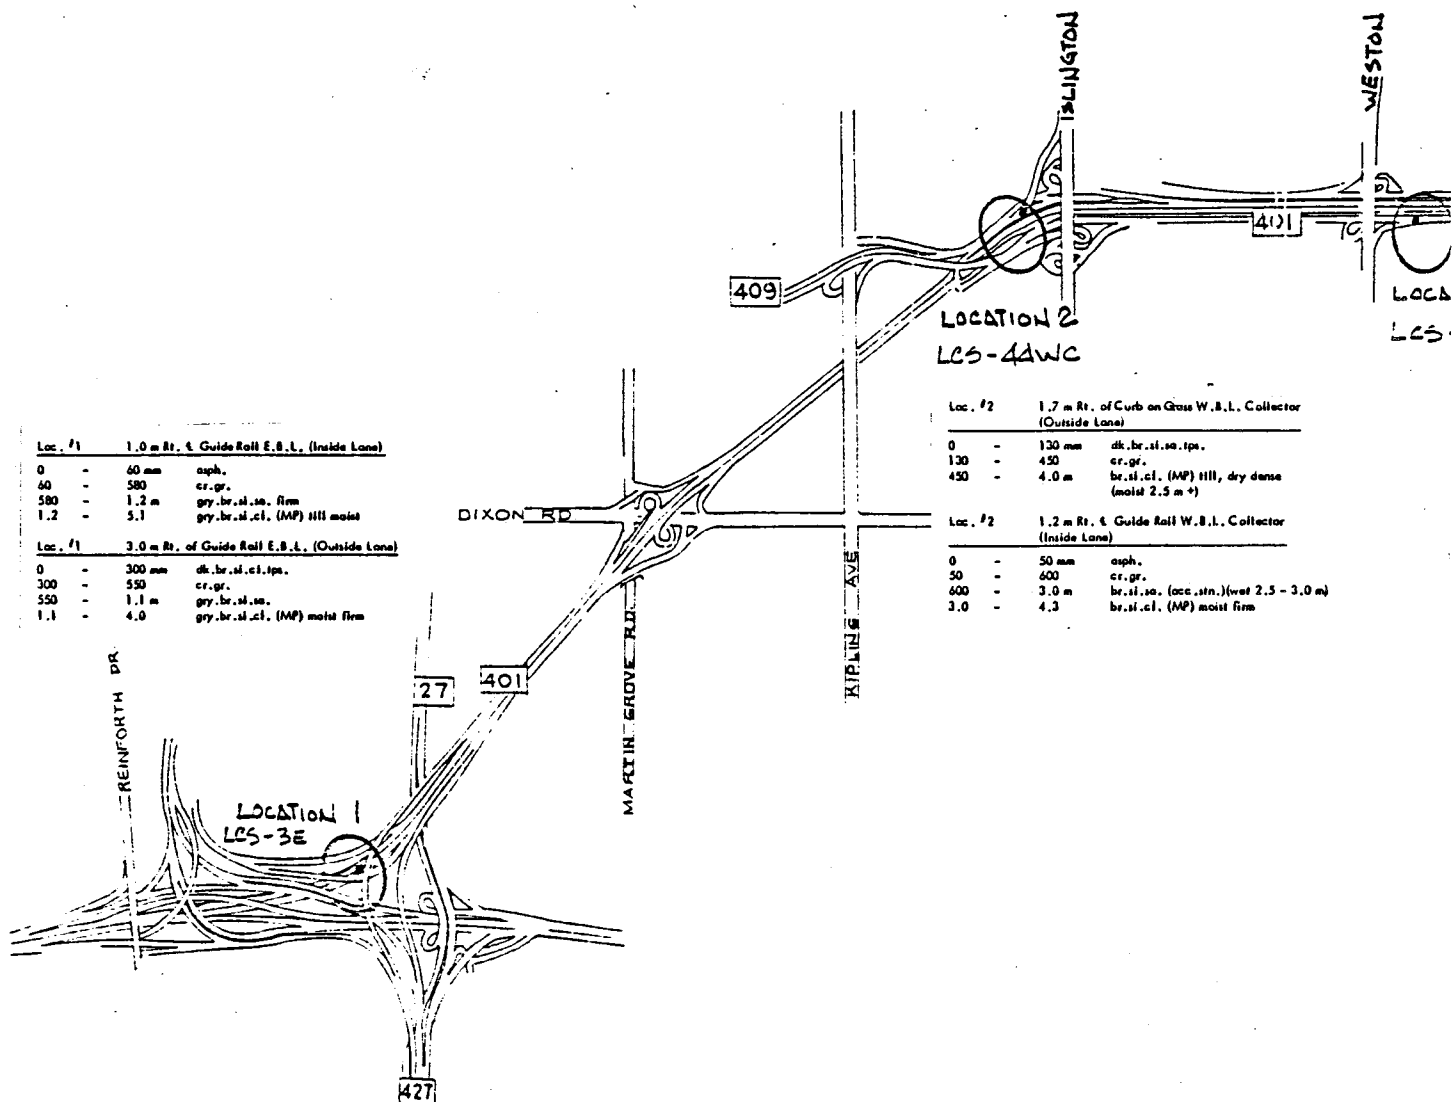 ISLINGTON
WESTON
401
409
LOCATION 2
LCS-44WC
LOCA
LCS-
Loc. #1 1.0 m Rt. ℄ Guide Rail E.B.L. (Inside Lane)
0 - 60 mm asph.
60 - 580 cr.gr.
580 - 1.2 m gry.br.si.sa. firm
1.2 - 5.1 gry.br.si.cl. (MP) till moist
Loc. #1 3.0 m Rt. of Guide Rail E.B.L. (Outside Lane)
0 - 300 mm dk.br.si.cl.tps.
300 - 550 cr.gr.
550 - 1.1 m gry.br.si.sa.
1.1 - 4.0 gry.br.si.cl. (MP) moist firm
Loc. #2 1.7 m Rt. of Curb on Grass W.B.L. Collector
(Outside Lane)
0 - 130 mm dk.br.si.sa.tps.
130 - 450 cr.gr.
450 - 4.0 m br.si.cl. (MP) till, dry dense
(moist 2.5 m +)
Loc. #2 1.2 m Rt. ℄ Guide Rail W.B.L. Collector
(Inside Lane)
0 - 50 mm asph.
50 - 600 cr.gr.
600 - 3.0 m br.si.sa. (occ.stn.)(wet 2.5 - 3.0 m)
3.0 - 4.3 br.si.cl. (MP) moist firm
DIXON RD
KIPLING AVE
MARTIN GROVE RD
REINFORTH DR.
27
401
LOCATION 1
LCS-3E
427